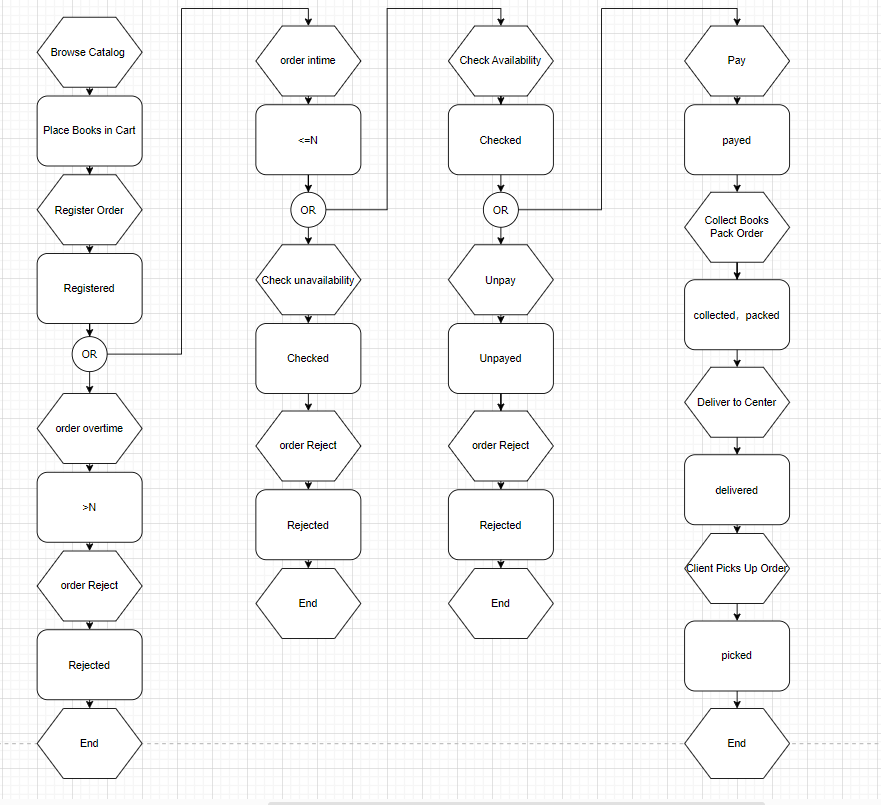 Browse Catalog
Place Books in Cart
Register Order
Registered
OR
order overtime
>N
order Reject
Rejected
End
order intime
<=N
OR
Check unavailability
Checked
order Reject
Rejected
End
Check Availability
Checked
OR
Unpay
Unpayed
order Reject
Rejected
End
Pay
payed
Collect Books
Pack Order
collected，packed
Deliver to Center
delivered
Client Picks Up Order
picked
End